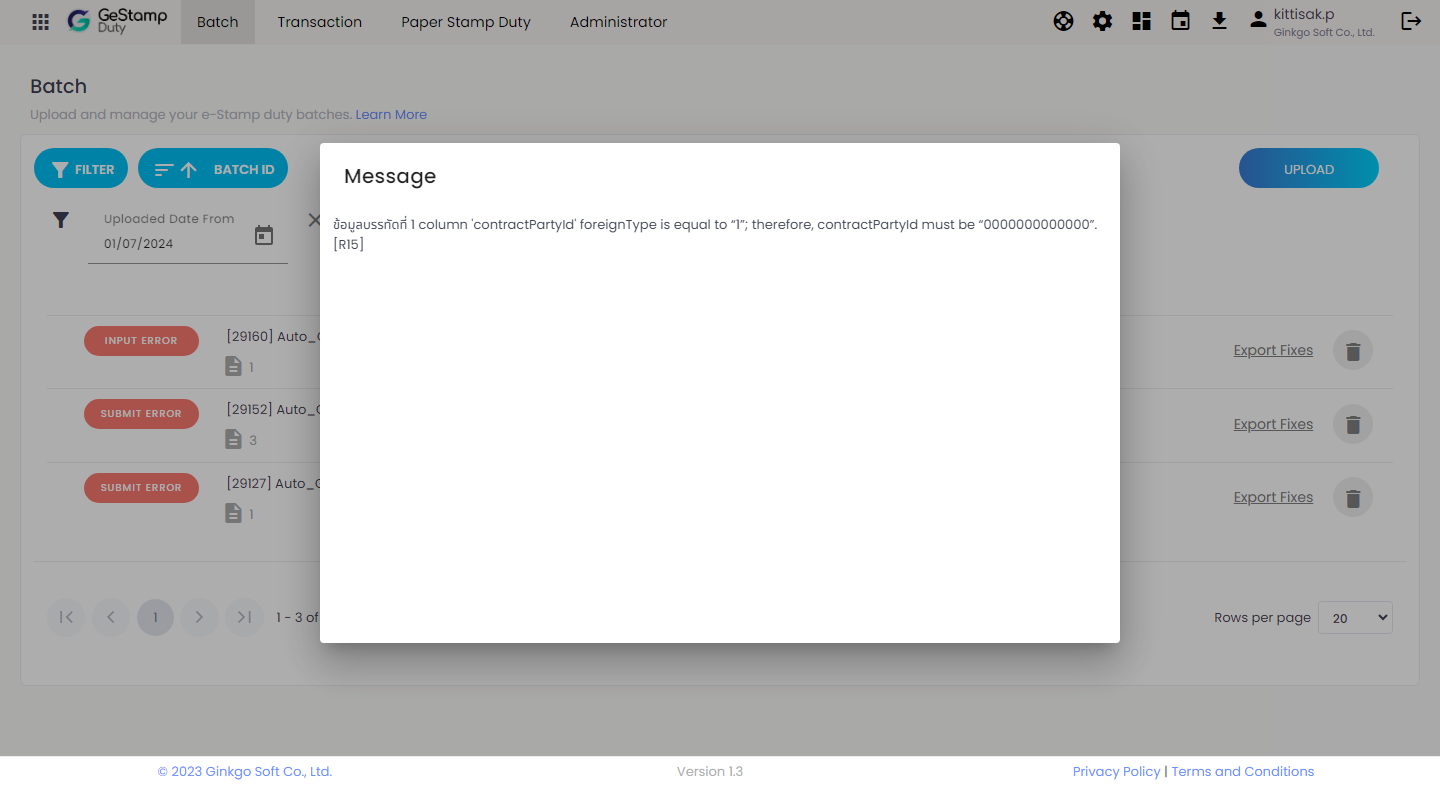 GeStamp
Duty
Batch
Transaction
Paper Stamp Duty
Administrator
kittisak.p
Ginkgo Soft Co., Ltd.
Batch
Upload and manage your e-Stamp duty batches. Learn More
FILTER
BATCH ID
UPLOAD
Uploaded Date From
01/07/2024
Message
ข้อมูลบรรทัดที่ 1 column 'contractPartyId' foreignType is equal to “1”; therefore, contractPartyId must be “0000000000000”.
[R15]
INPUT ERROR
[29160] Auto_
1
Export Fixes
SUBMIT ERROR
[29152] Auto_
3
Export Fixes
SUBMIT ERROR
[29127] Auto_
1
Export Fixes
1
1 - 3 of
Rows per page
20
© 2023 Ginkgo Soft Co., Ltd.
Version 1.3
Privacy Policy | Terms and Conditions